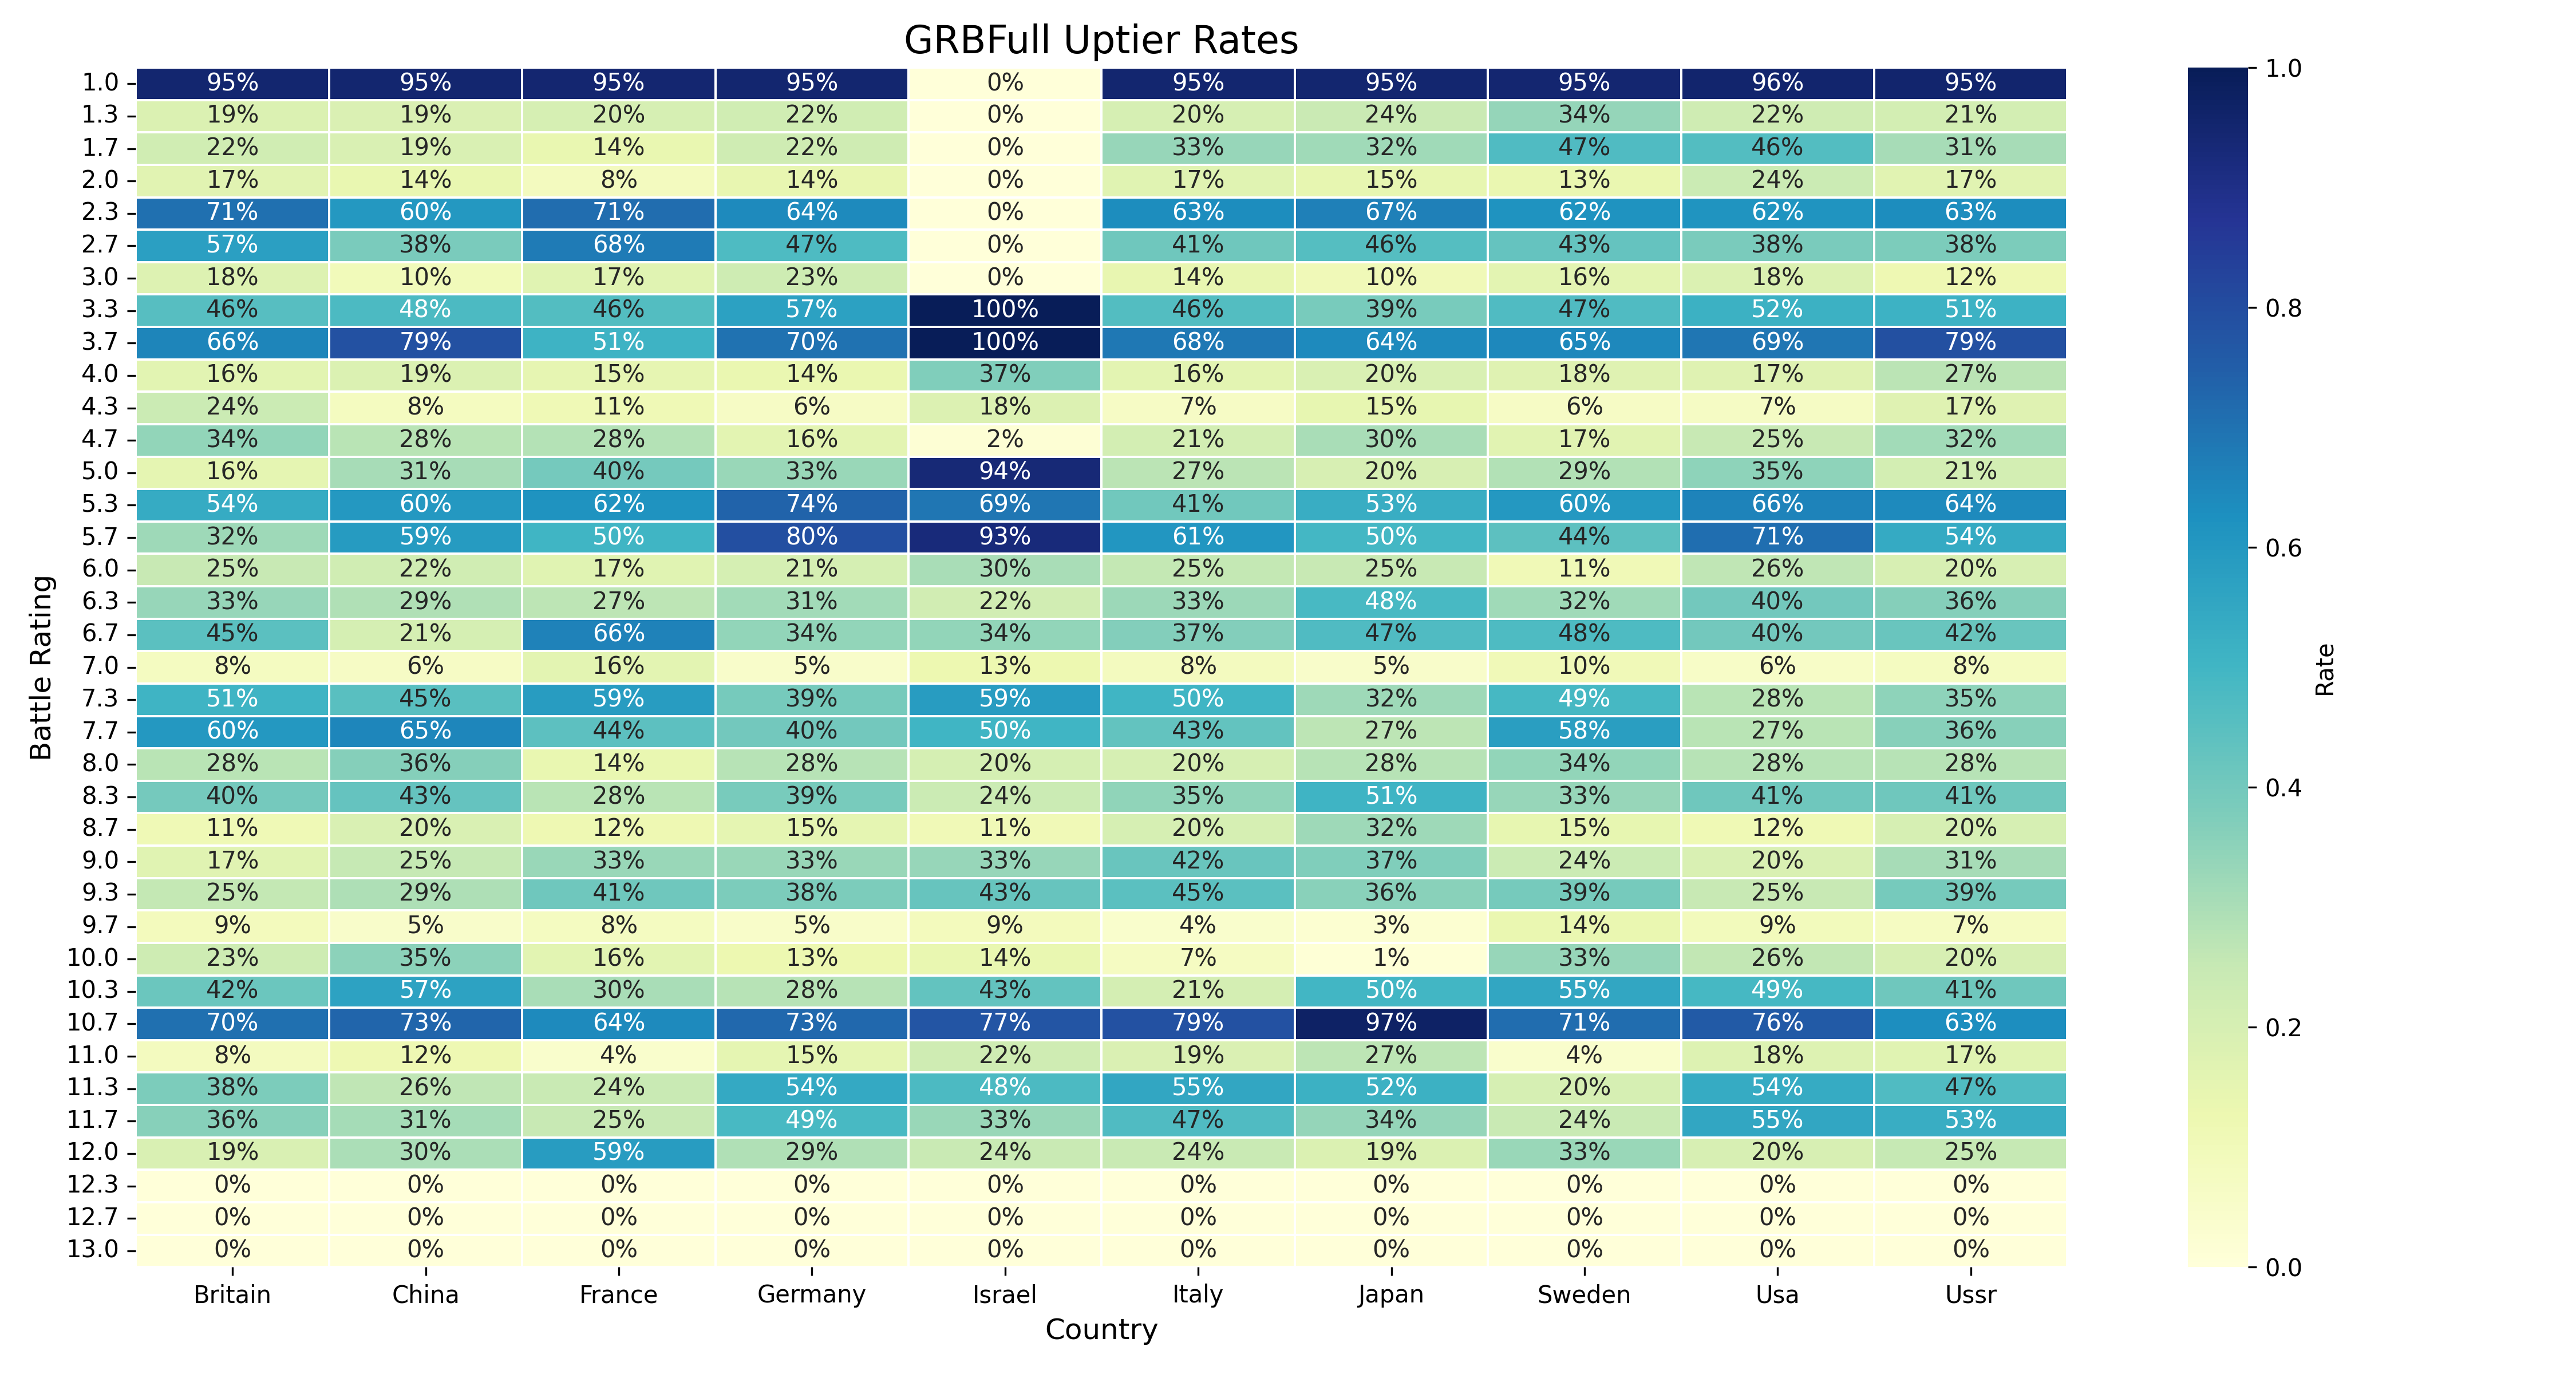 GRBFull Uptier Rates
1.0 95% 95% 95% 95% 0% 95% 95% 95% 96% 95%
1.3 19% 19% 20% 22% 0% 20% 24% 34% 22% 21%
1.7 22% 19% 14% 22% 0% 33% 32% 47% 46% 31%
2.0 17% 14% 8% 14% 0% 17% 15% 13% 24% 17%
2.3 71% 60% 71% 64% 0% 63% 67% 62% 62% 63%
2.7 57% 38% 68% 47% 0% 41% 46% 43% 38% 38%
3.0 18% 10% 17% 23% 0% 14% 10% 16% 18% 12%
3.3 46% 48% 46% 57% 100% 46% 39% 47% 52% 51%
3.7 66% 79% 51% 70% 100% 68% 64% 65% 69% 79%
4.0 16% 19% 15% 14% 37% 16% 20% 18% 17% 27%
4.3 24% 8% 11% 6% 18% 7% 15% 6% 7% 17%
4.7 34% 28% 28% 16% 2% 21% 30% 17% 25% 32%
5.0 16% 31% 40% 33% 94% 27% 20% 29% 35% 21%
5.3 54% 60% 62% 74% 69% 41% 53% 60% 66% 64%
5.7 32% 59% 50% 80% 93% 61% 50% 44% 71% 54%
6.0 25% 22% 17% 21% 30% 25% 25% 11% 26% 20%
6.3 33% 29% 27% 31% 22% 33% 48% 32% 40% 36%
6.7 45% 21% 66% 34% 34% 37% 47% 48% 40% 42%
7.0 8% 6% 16% 5% 13% 8% 5% 10% 6% 8%
7.3 51% 45% 59% 39% 59% 50% 32% 49% 28% 35%
7.7 60% 65% 44% 40% 50% 43% 27% 58% 27% 36%
8.0 28% 36% 14% 28% 20% 20% 28% 34% 28% 28%
8.3 40% 43% 28% 39% 24% 35% 51% 33% 41% 41%
8.7 11% 20% 12% 15% 11% 20% 32% 15% 12% 20%
9.0 17% 25% 33% 33% 33% 42% 37% 24% 20% 31%
9.3 25% 29% 41% 38% 43% 45% 36% 39% 25% 39%
9.7 9% 5% 8% 5% 9% 4% 3% 14% 9% 7%
10.0 23% 35% 16% 13% 14% 7% 1% 33% 26% 20%
10.3 42% 57% 30% 28% 43% 21% 50% 55% 49% 41%
10.7 70% 73% 64% 73% 77% 79% 97% 71% 76% 63%
11.0 8% 12% 4% 15% 22% 19% 27% 4% 18% 17%
11.3 38% 26% 24% 54% 48% 55% 52% 20% 54% 47%
11.7 36% 31% 25% 49% 33% 47% 34% 24% 55% 53%
12.0 19% 30% 59% 29% 24% 24% 19% 33% 20% 25%
12.3 0% 0% 0% 0% 0% 0% 0% 0% 0% 0%
12.7 0% 0% 0% 0% 0% 0% 0% 0% 0% 0%
13.0 0% 0% 0% 0% 0% 0% 0% 0% 0% 0%
Britain China France Germany Israel Italy Japan Sweden Usa Ussr
Country
Battle Rating
1.0
0.8
0.6
0.4
0.2
0.0
Rate